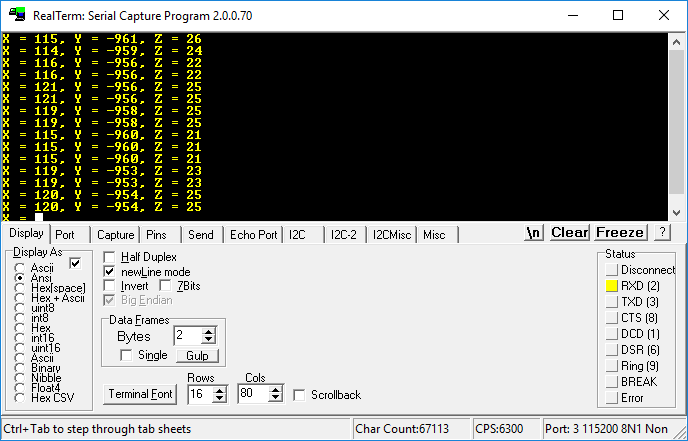 RealTerm: Serial Capture Program 2.0.0.70
X = 115, Y = -961, Z = 26
X = 114, Y = -959, Z = 24
X = 116, Y = -956, Z = 22
X = 116, Y = -956, Z = 22
X = 121, Y = -956, Z = 25
X = 121, Y = -956, Z = 25
X = 119, Y = -958, Z = 25
X = 119, Y = -958, Z = 25
X = 115, Y = -960, Z = 21
X = 115, Y = -960, Z = 21
X = 115, Y = -960, Z = 21
X = 119, Y = -953, Z = 23
X = 119, Y = -953, Z = 23
X = 120, Y = -954, Z = 25
X = 120, Y = -954, Z = 25
X =
Display Port Capture Pins Send Echo Port I2C I2C-2 I2CMisc Misc \n Clear Freeze ?
Display As
Ascii
Ansi
Hex[space]
Hex + Ascii
uint8
int8
Hex
int16
uint16
Ascii
Binary
Nibble
Float4
Hex CSV
Half Duplex
newLine mode
Invert 7Bits
Big Endian
Data Frames
Bytes 2
Single Gulp
Rows Cols
Terminal Font 16 80 Scrollback
Status
Disconnect
RXD (2)
TXD (3)
CTS (8)
DCD (1)
DSR (6)
Ring (9)
BREAK
Error
Ctrl+Tab to step through tab sheets Char Count:67113 CPS:6300 Port: 3 115200 8N1 Non